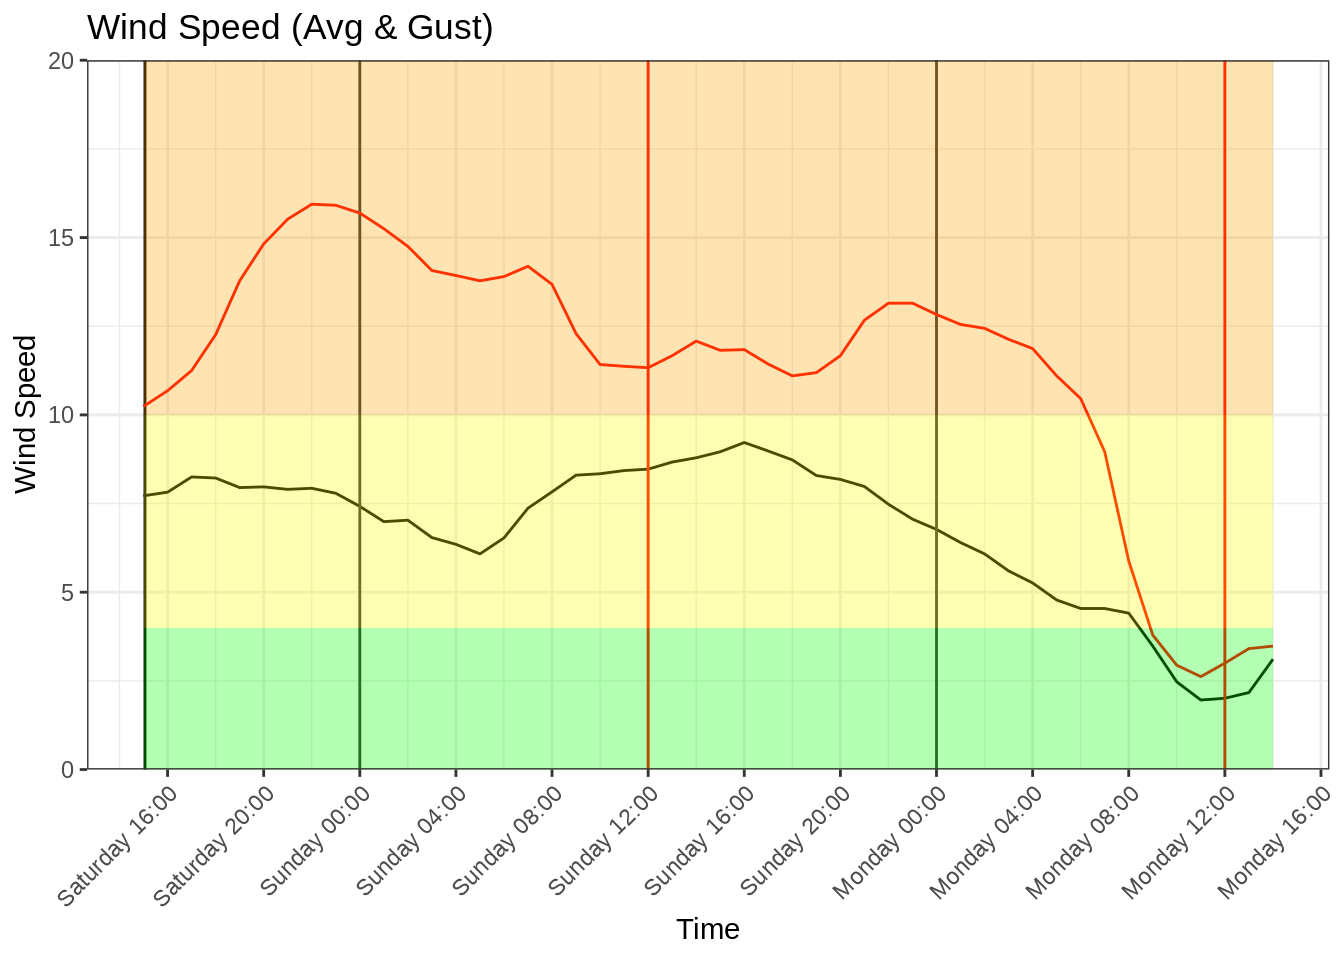 Wind Speed (Avg & Gust)
20
15
10
5
0
Wind Speed
Saturday 16:00
Saturday 20:00
Sunday 00:00
Sunday 04:00
Sunday 08:00
Sunday 12:00
Sunday 16:00
Sunday 20:00
Monday 00:00
Monday 04:00
Monday 08:00
Monday 12:00
Monday 16:00
Time